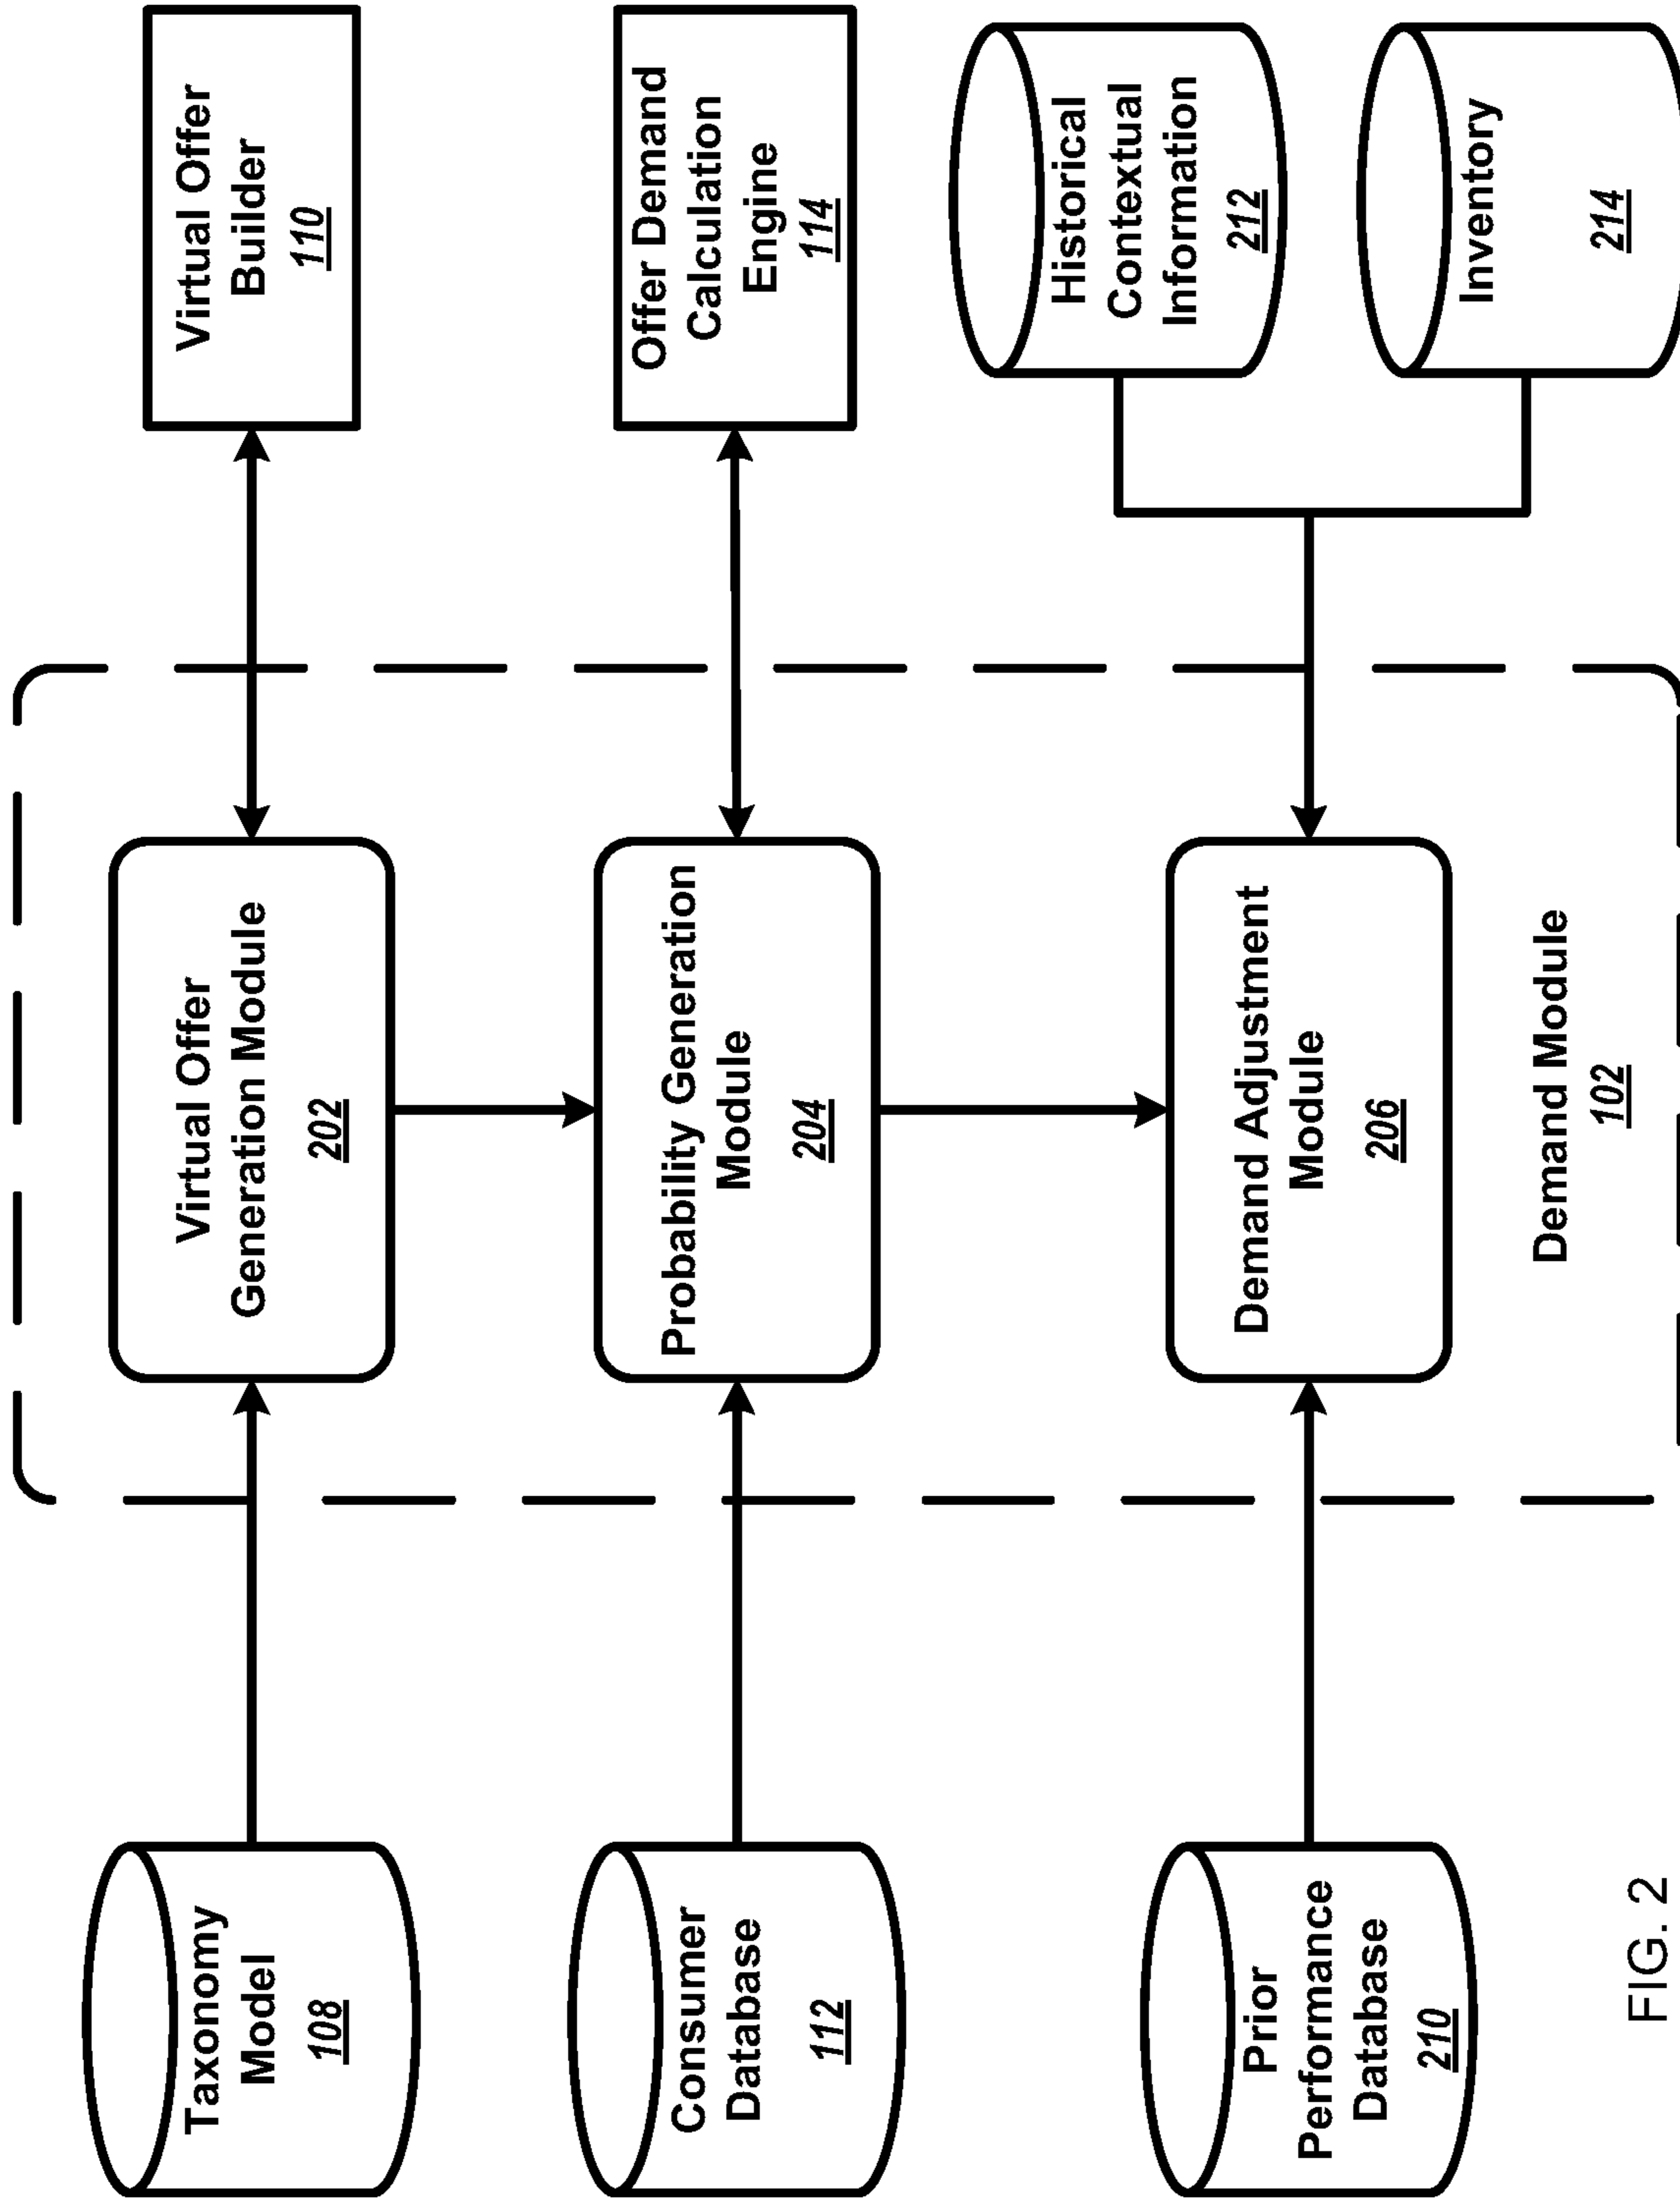 Taxonomy
Model
108
Virtual Offer
Generation Module
202
Virtual Offer
Builder
110
Consumer
Database
112
Probability Generation
Module
204
Offer Demand
Calculation
Engine
114
Prior
Performance
Database
210
Demand Adjustment
Module
206
Historical
Contextual
Information
212
Inventory
214
Demand Module
102
FIG. 2